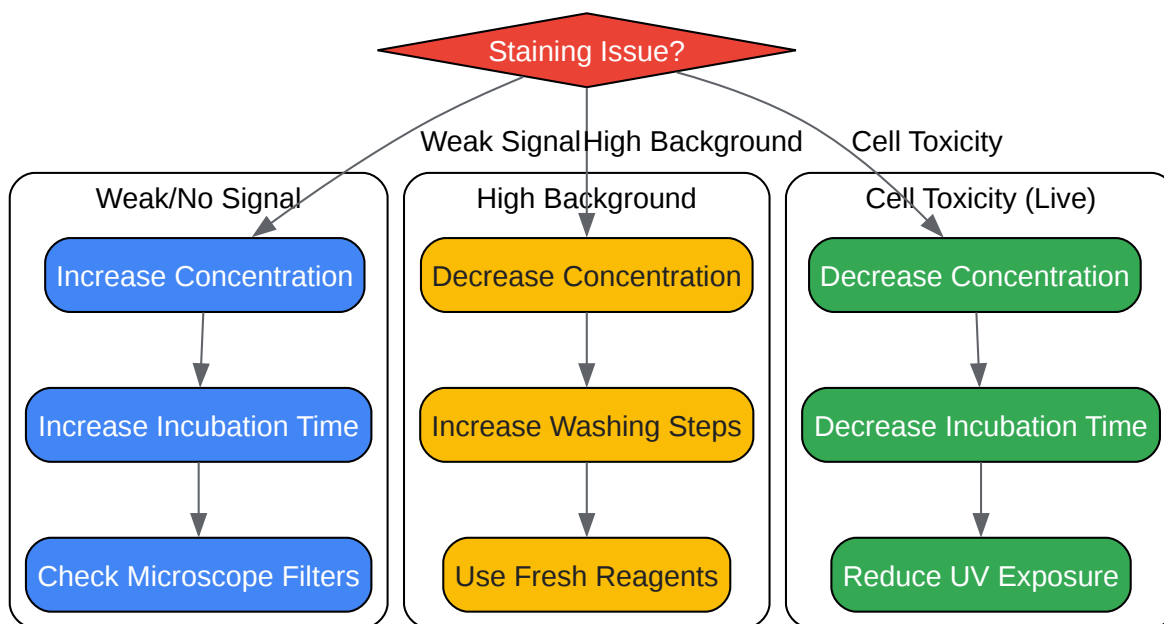 Staining Issue?
Weak Signal
High Background
Cell Toxicity
Weak/No Signal
High Background
Cell Toxicity (Live)
Increase Concentration
Decrease Concentration
Decrease Concentration
Increase Incubation Time
Increase Washing Steps
Decrease Incubation Time
Check Microscope Filters
Use Fresh Reagents
Reduce UV Exposure